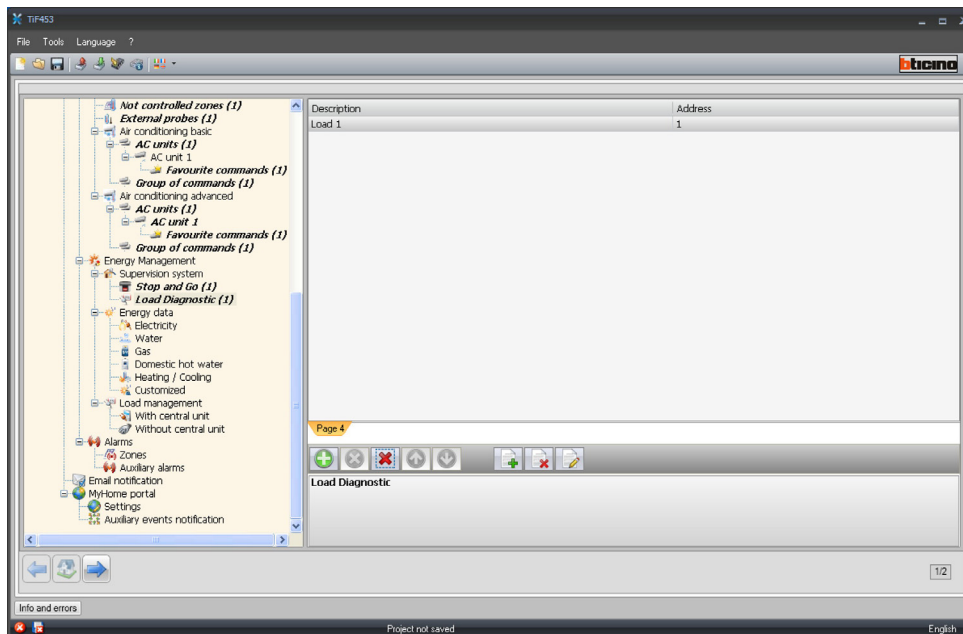 TiF453
File Tools Language ?
bticino
Not controlled zones (1)
External probes (1)
Air conditioning basic
AC units (1)
AC unit 1
Favourite commands (1)
Group of commands (1)
Air conditioning advanced
AC units (1)
AC unit 1
Favourite commands (1)
Group of commands (1)
Energy Management
Supervision system
Stop and Go (1)
Load Diagnostic (1)
Energy data
Electricity
Water
Gas
Domestic hot water
Heating / Cooling
Customized
Load management
With central unit
Without central unit
Alarms
Zones
Auxiliary alarms
Email notification
MyHome portal
Settings
Auxiliary events notification
Description Address
Load 1 1
Page 4
Load Diagnostic
1/2
Info and errors
Project not saved English